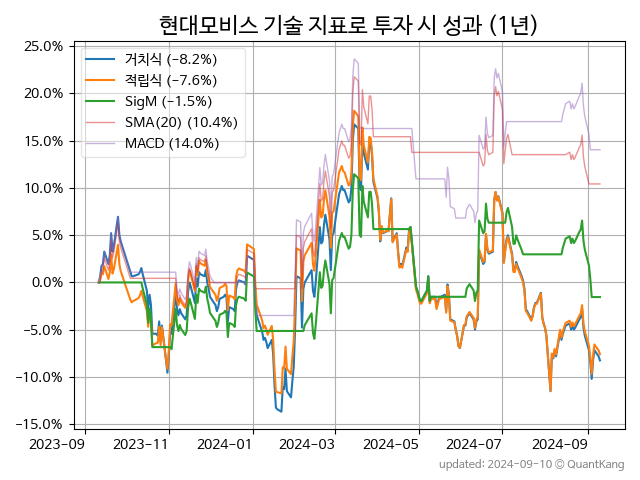 현대모비스 기술 지표로 투자 시 성과 (1년)
25.0%
20.0%
15.0%
10.0%
5.0%
0.0%
−5.0%
−10.0%
−15.0%
거치식 (−8.2%)
적립식 (−7.6%)
SigM (−1.5%)
SMA(20) (10.4%)
MACD (14.0%)
2023-09 2023-11 2024-01 2024-03 2024-05 2024-07 2024-09
updated: 2024-09-10 © QuantKang